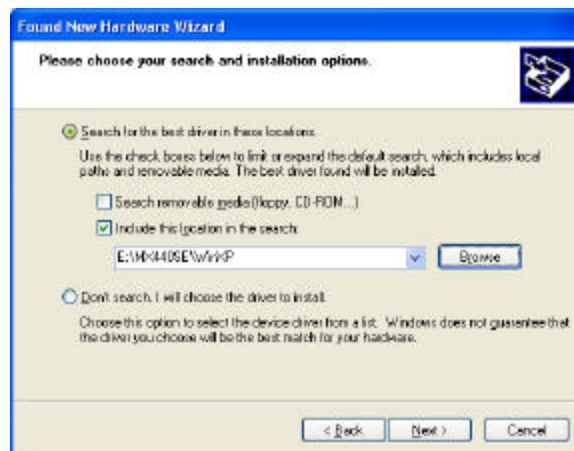 Found New Hardware Wizard
Please choose your search and installation options.
Search for the best driver in these locations.
Use the check boxes below to limit or expand the default search, which includes local
paths and removable media. The best driver found will be installed.
Search removable media (floppy, CD-ROM...)
Include this location in the search:
E:\MX440SE\WinXP
Browse
Don't search. I will choose the driver to install.
Choose this option to select the device driver from a list. Windows does not guarantee that
the driver you choose will be the best match for your hardware.
< Back
Next >
Cancel